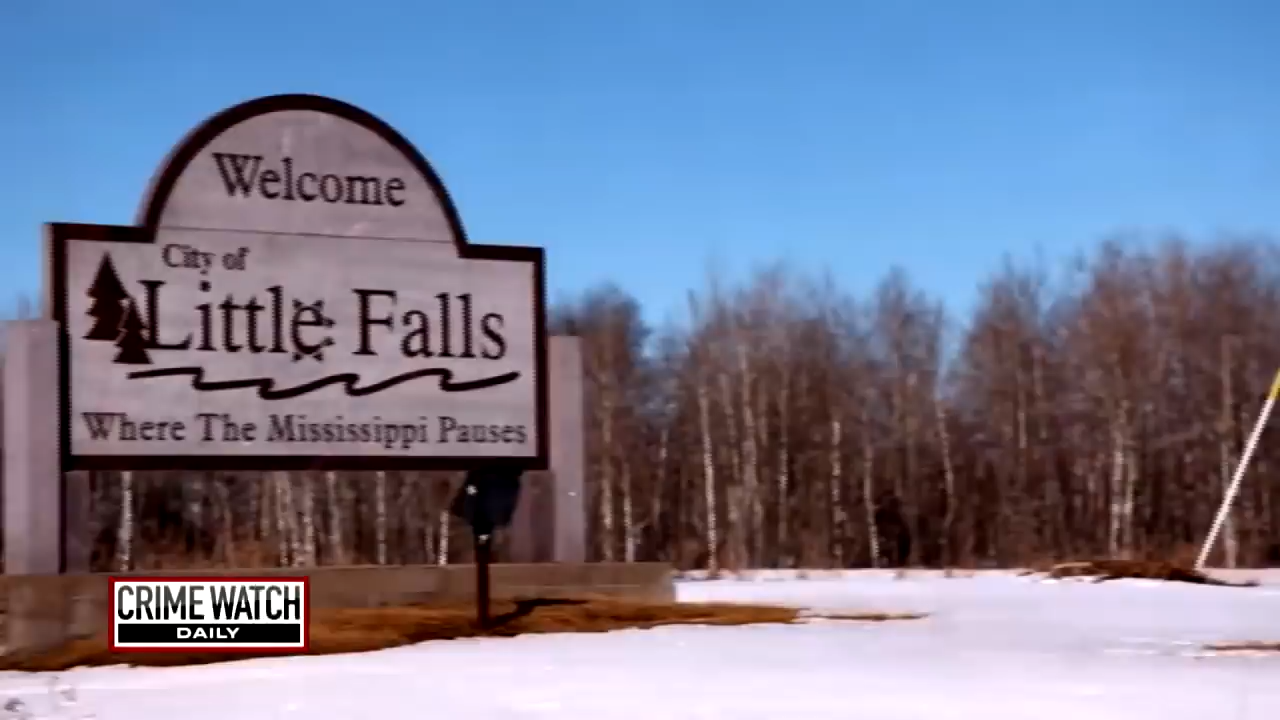 Welcome
City of
Little Falls
Where The Mississippi Pauses
CRIME WATCH
DAILY